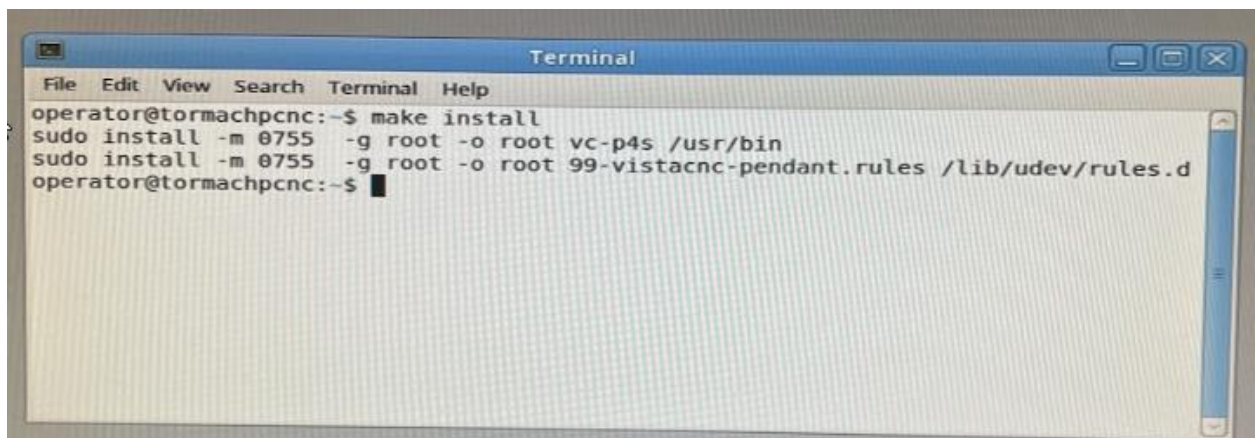 Terminal
File Edit View Search Terminal Help
operator@tormachpcnc:~$ make install
sudo install -m 0755  -g root -o root vc-p4s /usr/bin
sudo install -m 0755  -g root -o root 99-vistacnc-pendant.rules /lib/udev/rules.d
operator@tormachpcnc:~$